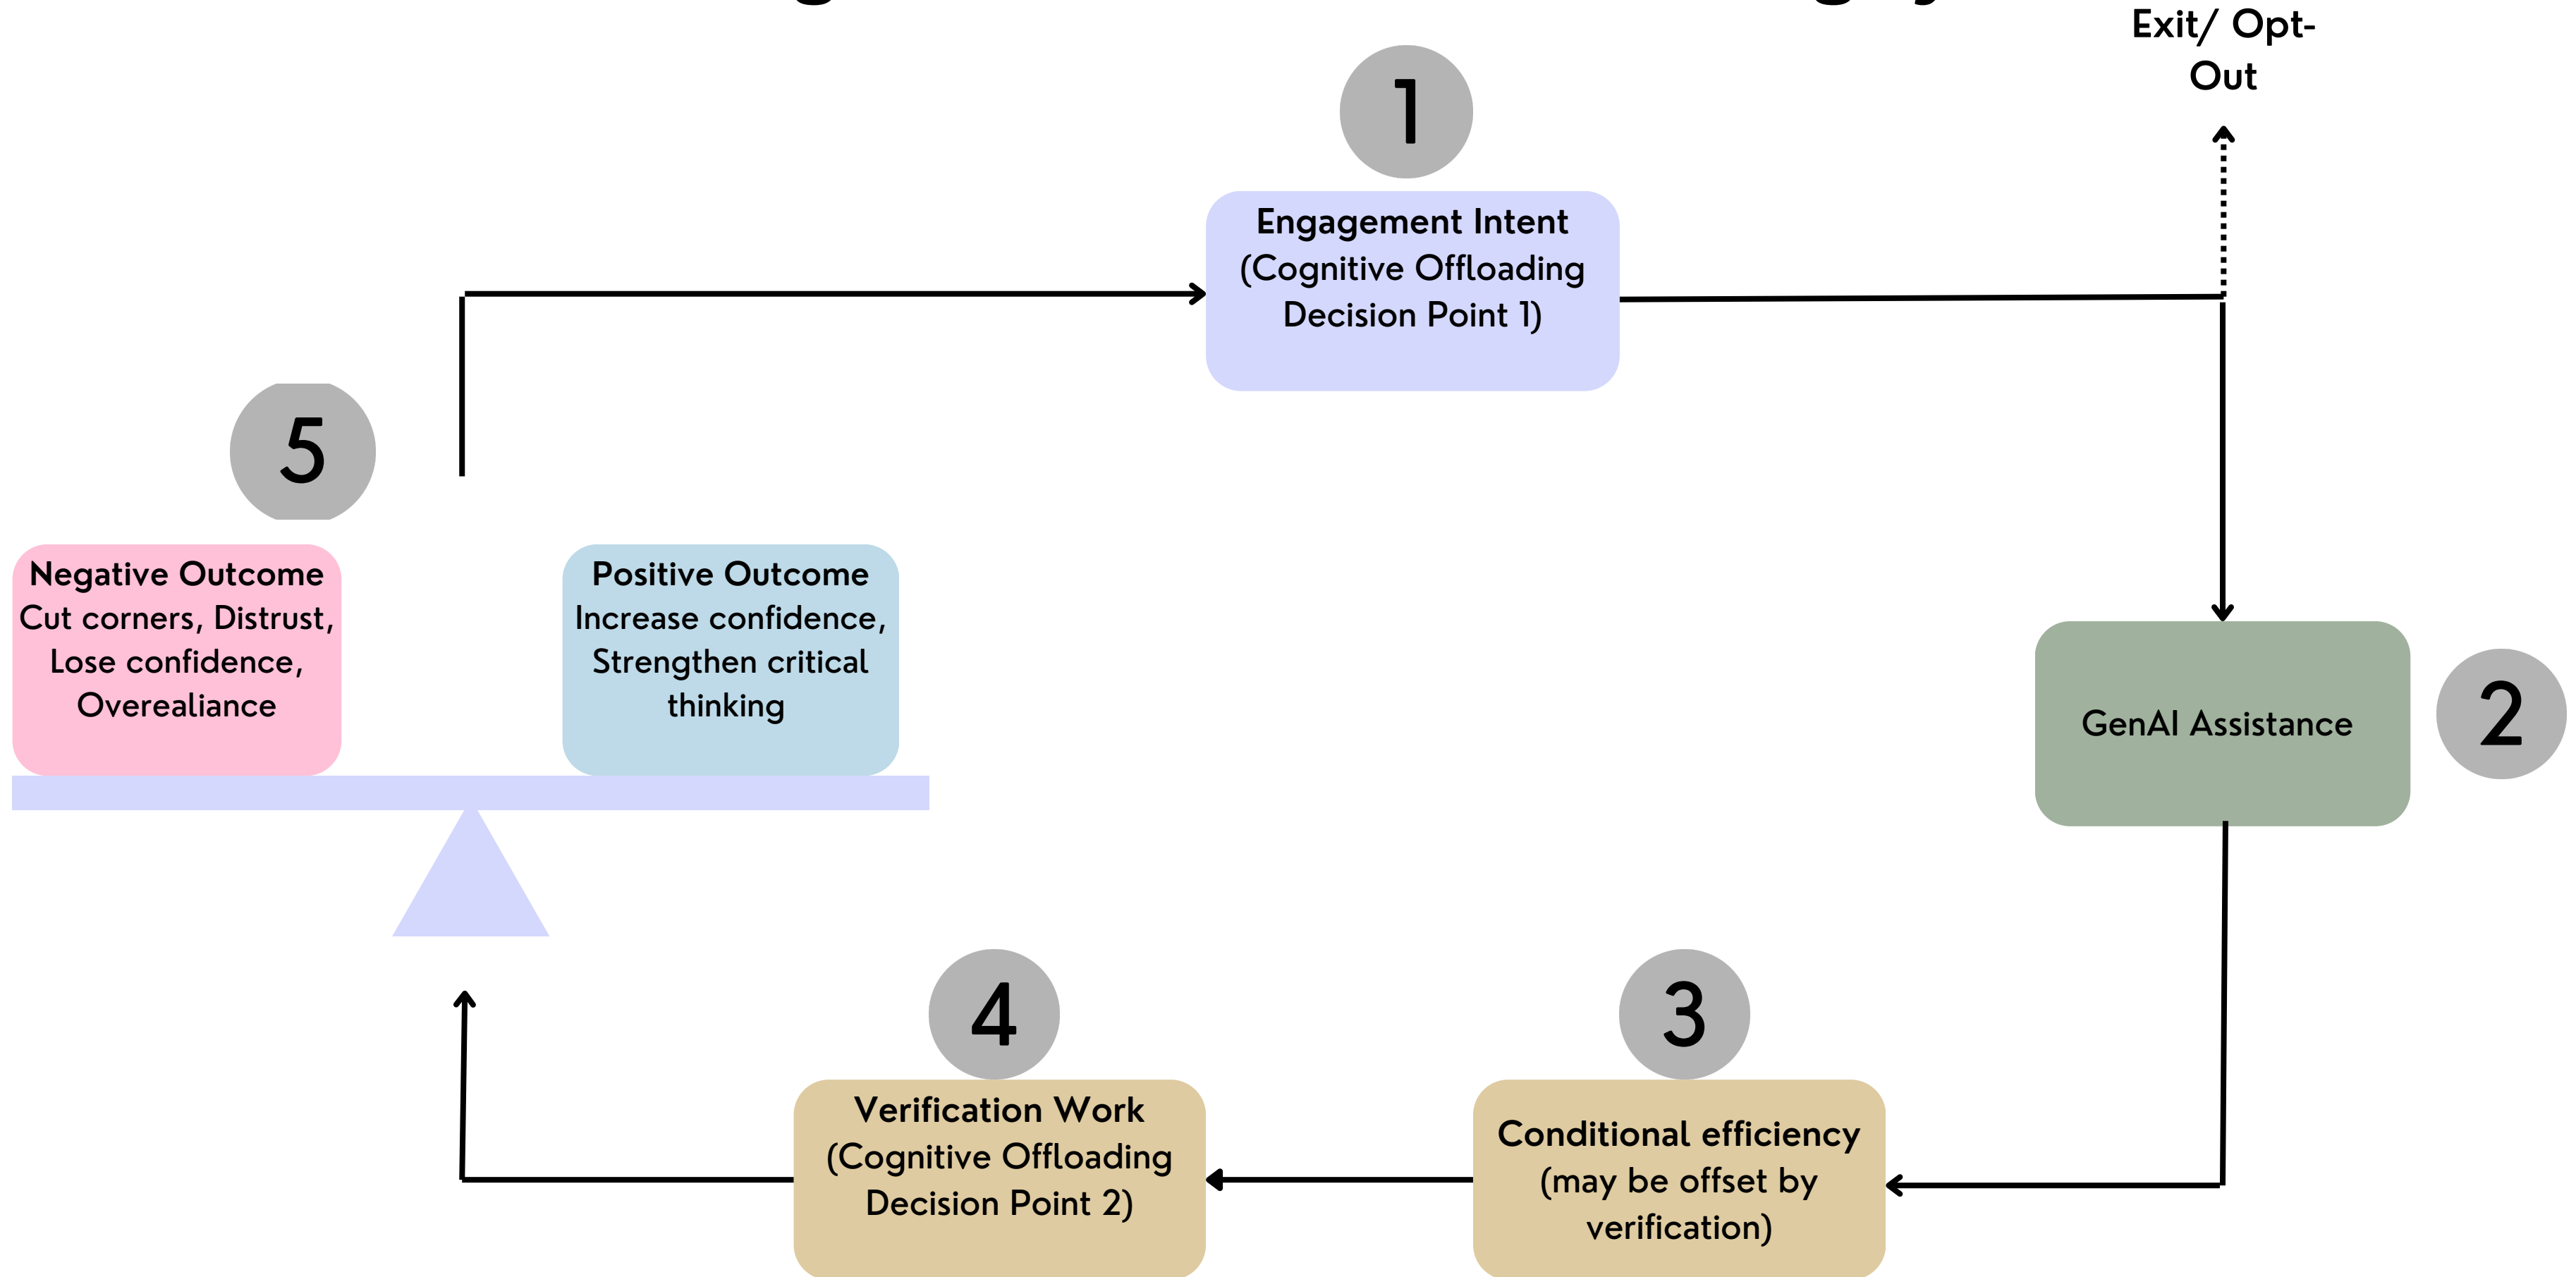 Exit/ Opt-
Out
1
Engagement Intent
(Cognitive Offloading
Decision Point 1)
5
Negative Outcome
Cut corners, Distrust,
Lose confidence,
Overealiance
Positive Outcome
Increase confidence,
Strengthen critical
thinking
GenAI Assistance
2
4
Verification Work
(Cognitive Offloading
Decision Point 2)
3
Conditional efficiency
(may be offset by
verification)